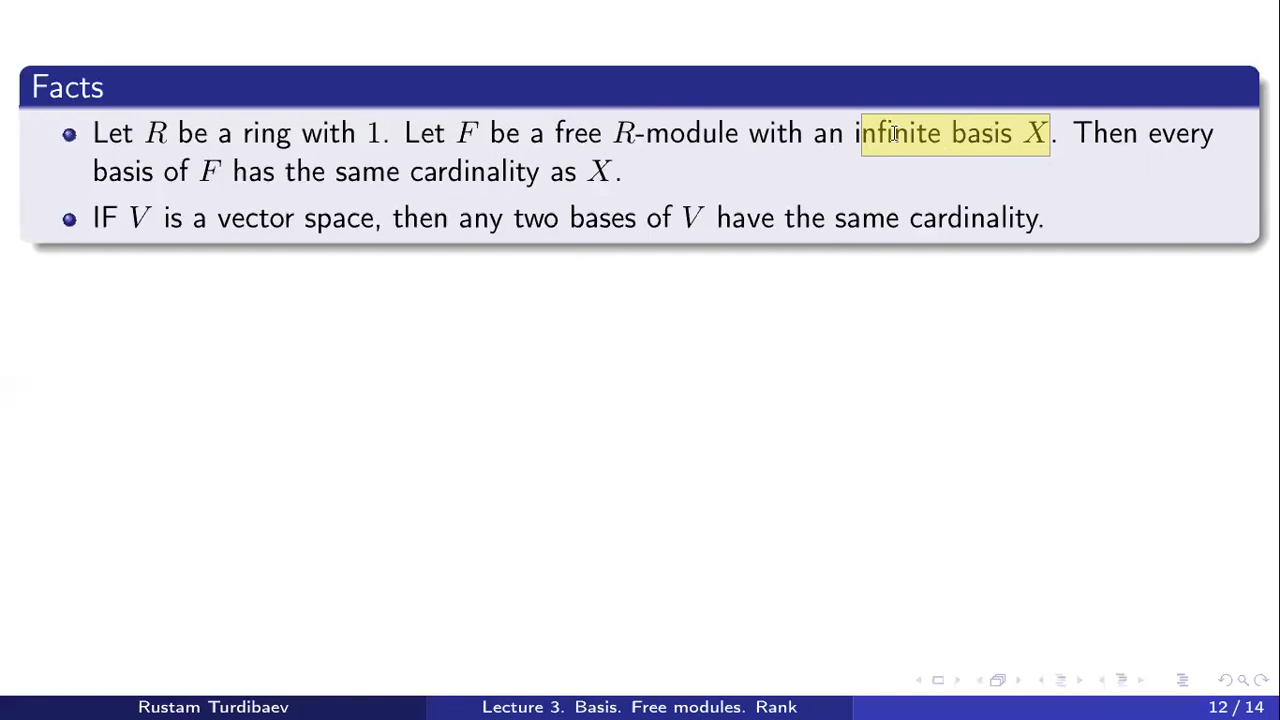 Facts
Let R be a ring with 1. Let F be a free R-module with an infinite basis X. Then every
basis of F has the same cardinality as X.
IF V is a vector space, then any two bases of V have the same cardinality.
Rustam Turdibaev Lecture 3. Basis. Free modules. Rank 12 / 14